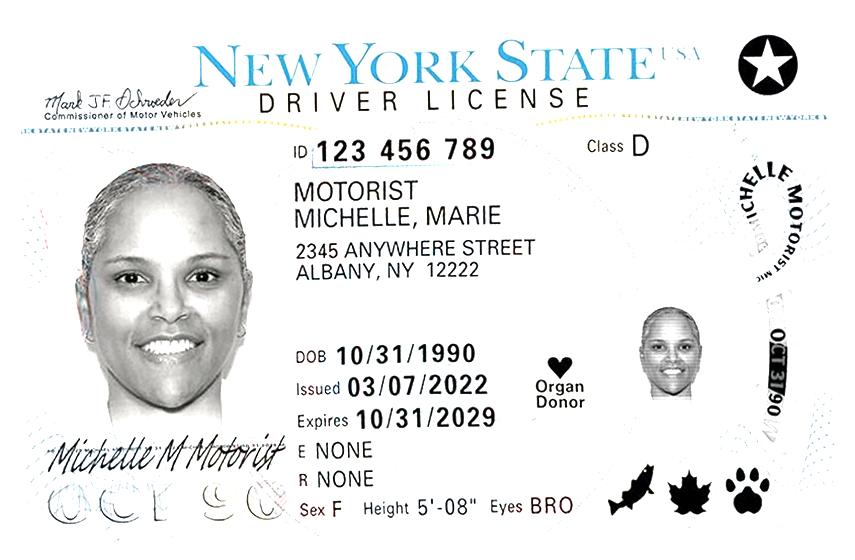 NEW YORK STATE USA
DRIVER LICENSE
Mark J.F. Schroeder
Commissioner of Motor Vehicles
ID 123 456 789
Class D
MOTORIST
MICHELLE, MARIE
2345 ANYWHERE STREET
ALBANY, NY 12222
MICHELLE MOTORIST MIC
DOB 10/31/1990
Issued 03/07/2022
Expires 10/31/2029
Organ
Donor
OCT 31/90
E NONE
R NONE
Sex F Height 5'-08" Eyes BRO
Michelle M Motorist
OCT 90